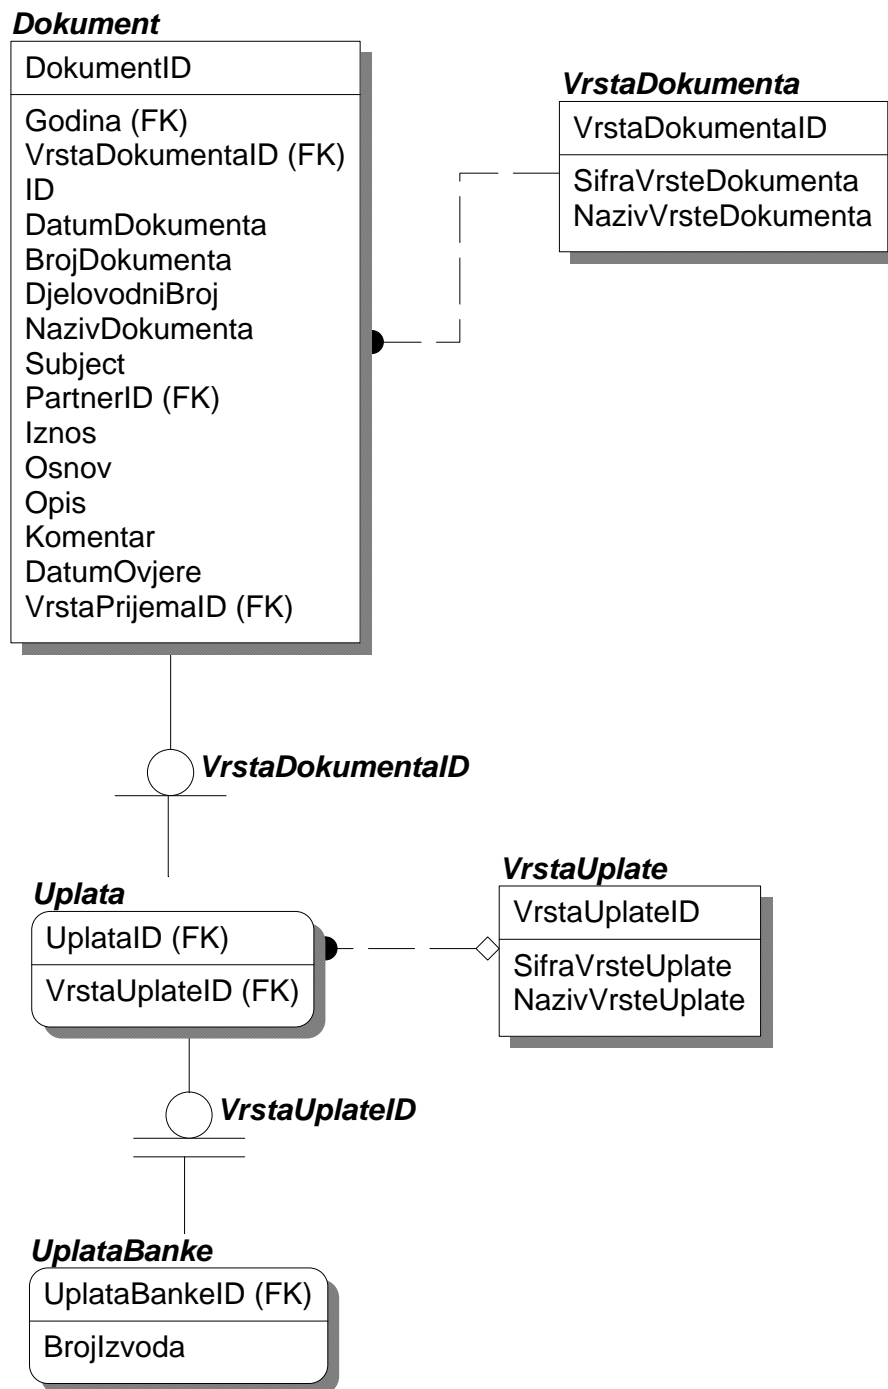 Dokument
DokumentID
Godina (FK)
VrstaDokumentaID (FK)
ID
DatumDokumenta
BrojDokumenta
DjelovodniBroj
NazivDokumenta
Subject
PartnerID (FK)
Iznos
Osnov
Opis
Komentar
DatumOvjere
VrstaPrijemaID (FK)
VrstaDokumenta
VrstaDokumentaID
SifraVrsteDokumenta
NazivVrsteDokumenta
VrstaDokumentaID
Uplata
UplataID (FK)
VrstaUplateID (FK)
VrstaUplate
VrstaUplateID
SifraVrsteUplate
NazivVrsteUplate
VrstaUplateID
UplataBanke
UplataBankeID (FK)
BrojIzvoda